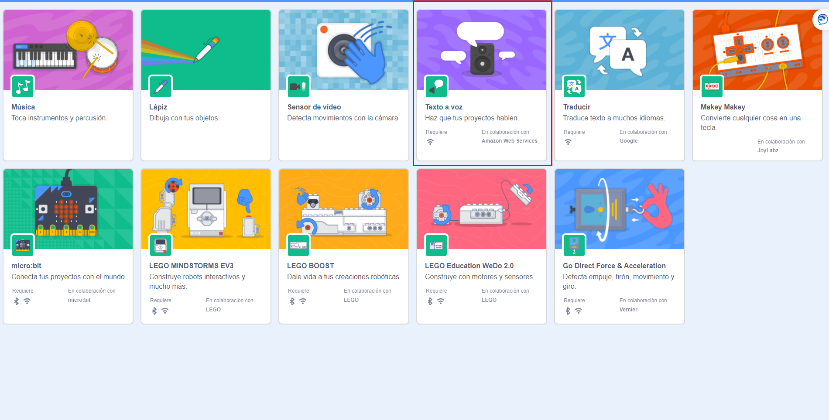 Música
Toca instrumentos y percusión.
Lápiz
Dibuja con tus objetos.
Sensor de vídeo
Detecta movimientos con la cámara.
Texto a voz
Haz que tus proyectos hablen.
Requiere
En colaboración con
Amazon Web Services
文
A
Traducir
Traduce texto a muchos idiomas.
Requiere
En colaboración con
Google
Makey Makey
Convierte cualquier cosa en una
tecla.
En colaboración con
JoyLabz
micro:bit
Conecta tus proyectos con el mundo.
Requiere
En colaboración con
micro:bit
LEGO MINDSTORMS EV3
Construye robots interactivos y
mucho más.
Requiere
En colaboración con
LEGO
LEGO BOOST
Dale vida a tus creaciones robóticas.
Requiere
En colaboración con
LEGO
LEGO Education WeDo 2.0
Construye con motores y sensores.
Requiere
En colaboración con
LEGO
Go Direct Force & Acceleration
Detecta empuje, tirón, movimiento y
giro.
Requiere
En colaboración con
Vernier